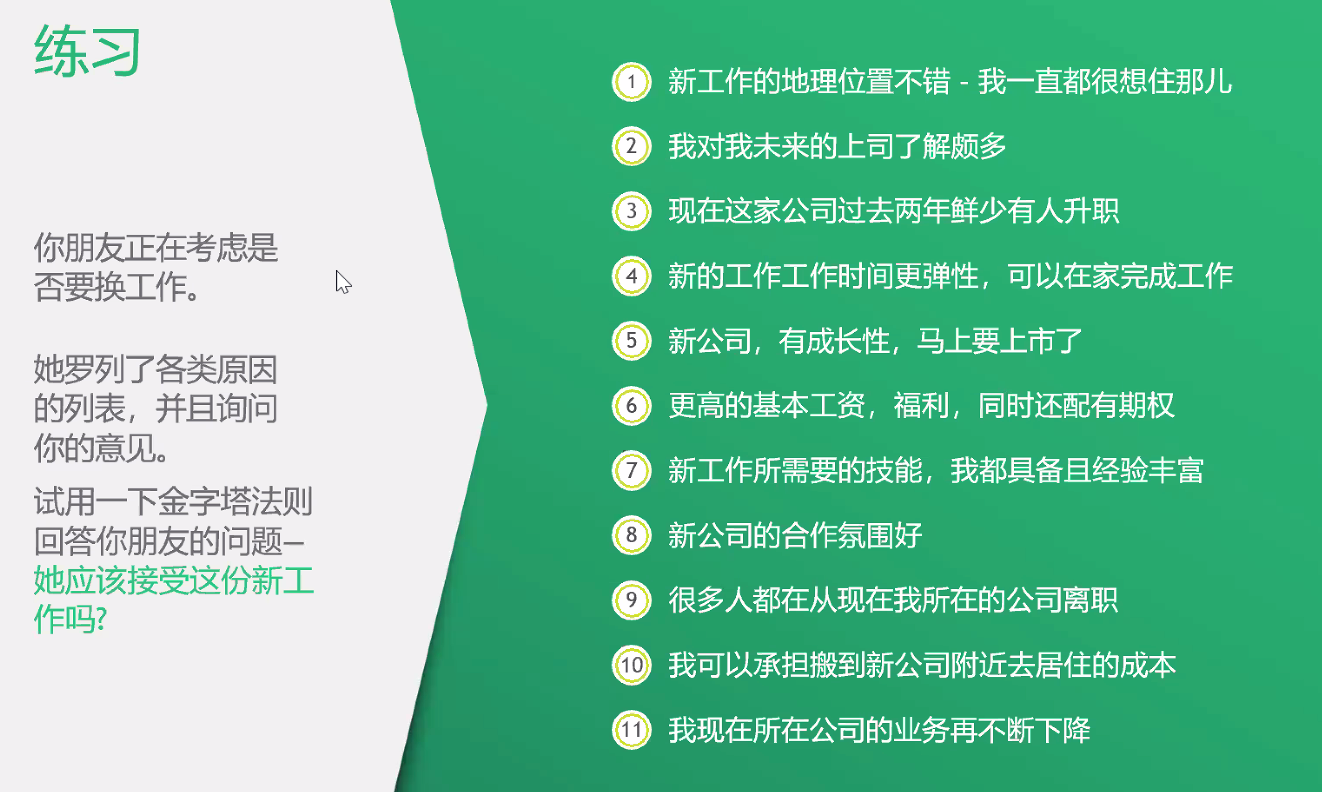 练习
你朋友正在考虑是
否要换工作。
她罗列了各类原因
的列表，并且询问
你的意见。
试用一下金字塔法则
回答你朋友的问题—
她应该接受这份新工
作吗?
1 新工作的地理位置不错 - 我一直都很想住那儿
2 我对我未来的上司了解颇多
3 现在这家公司过去两年鲜少有人升职
4 新的工作工作时间更弹性，可以在家完成工作
5 新公司，有成长性，马上要上市了
6 更高的基本工资，福利，同时还配有期权
7 新工作所需要的技能，我都具备且经验丰富
8 新公司的合作氛围好
9 很多人都在从现在我所在的公司离职
10 我可以承担搬到新公司附近去居住的成本
11 我现在所在公司的业务再不断下降